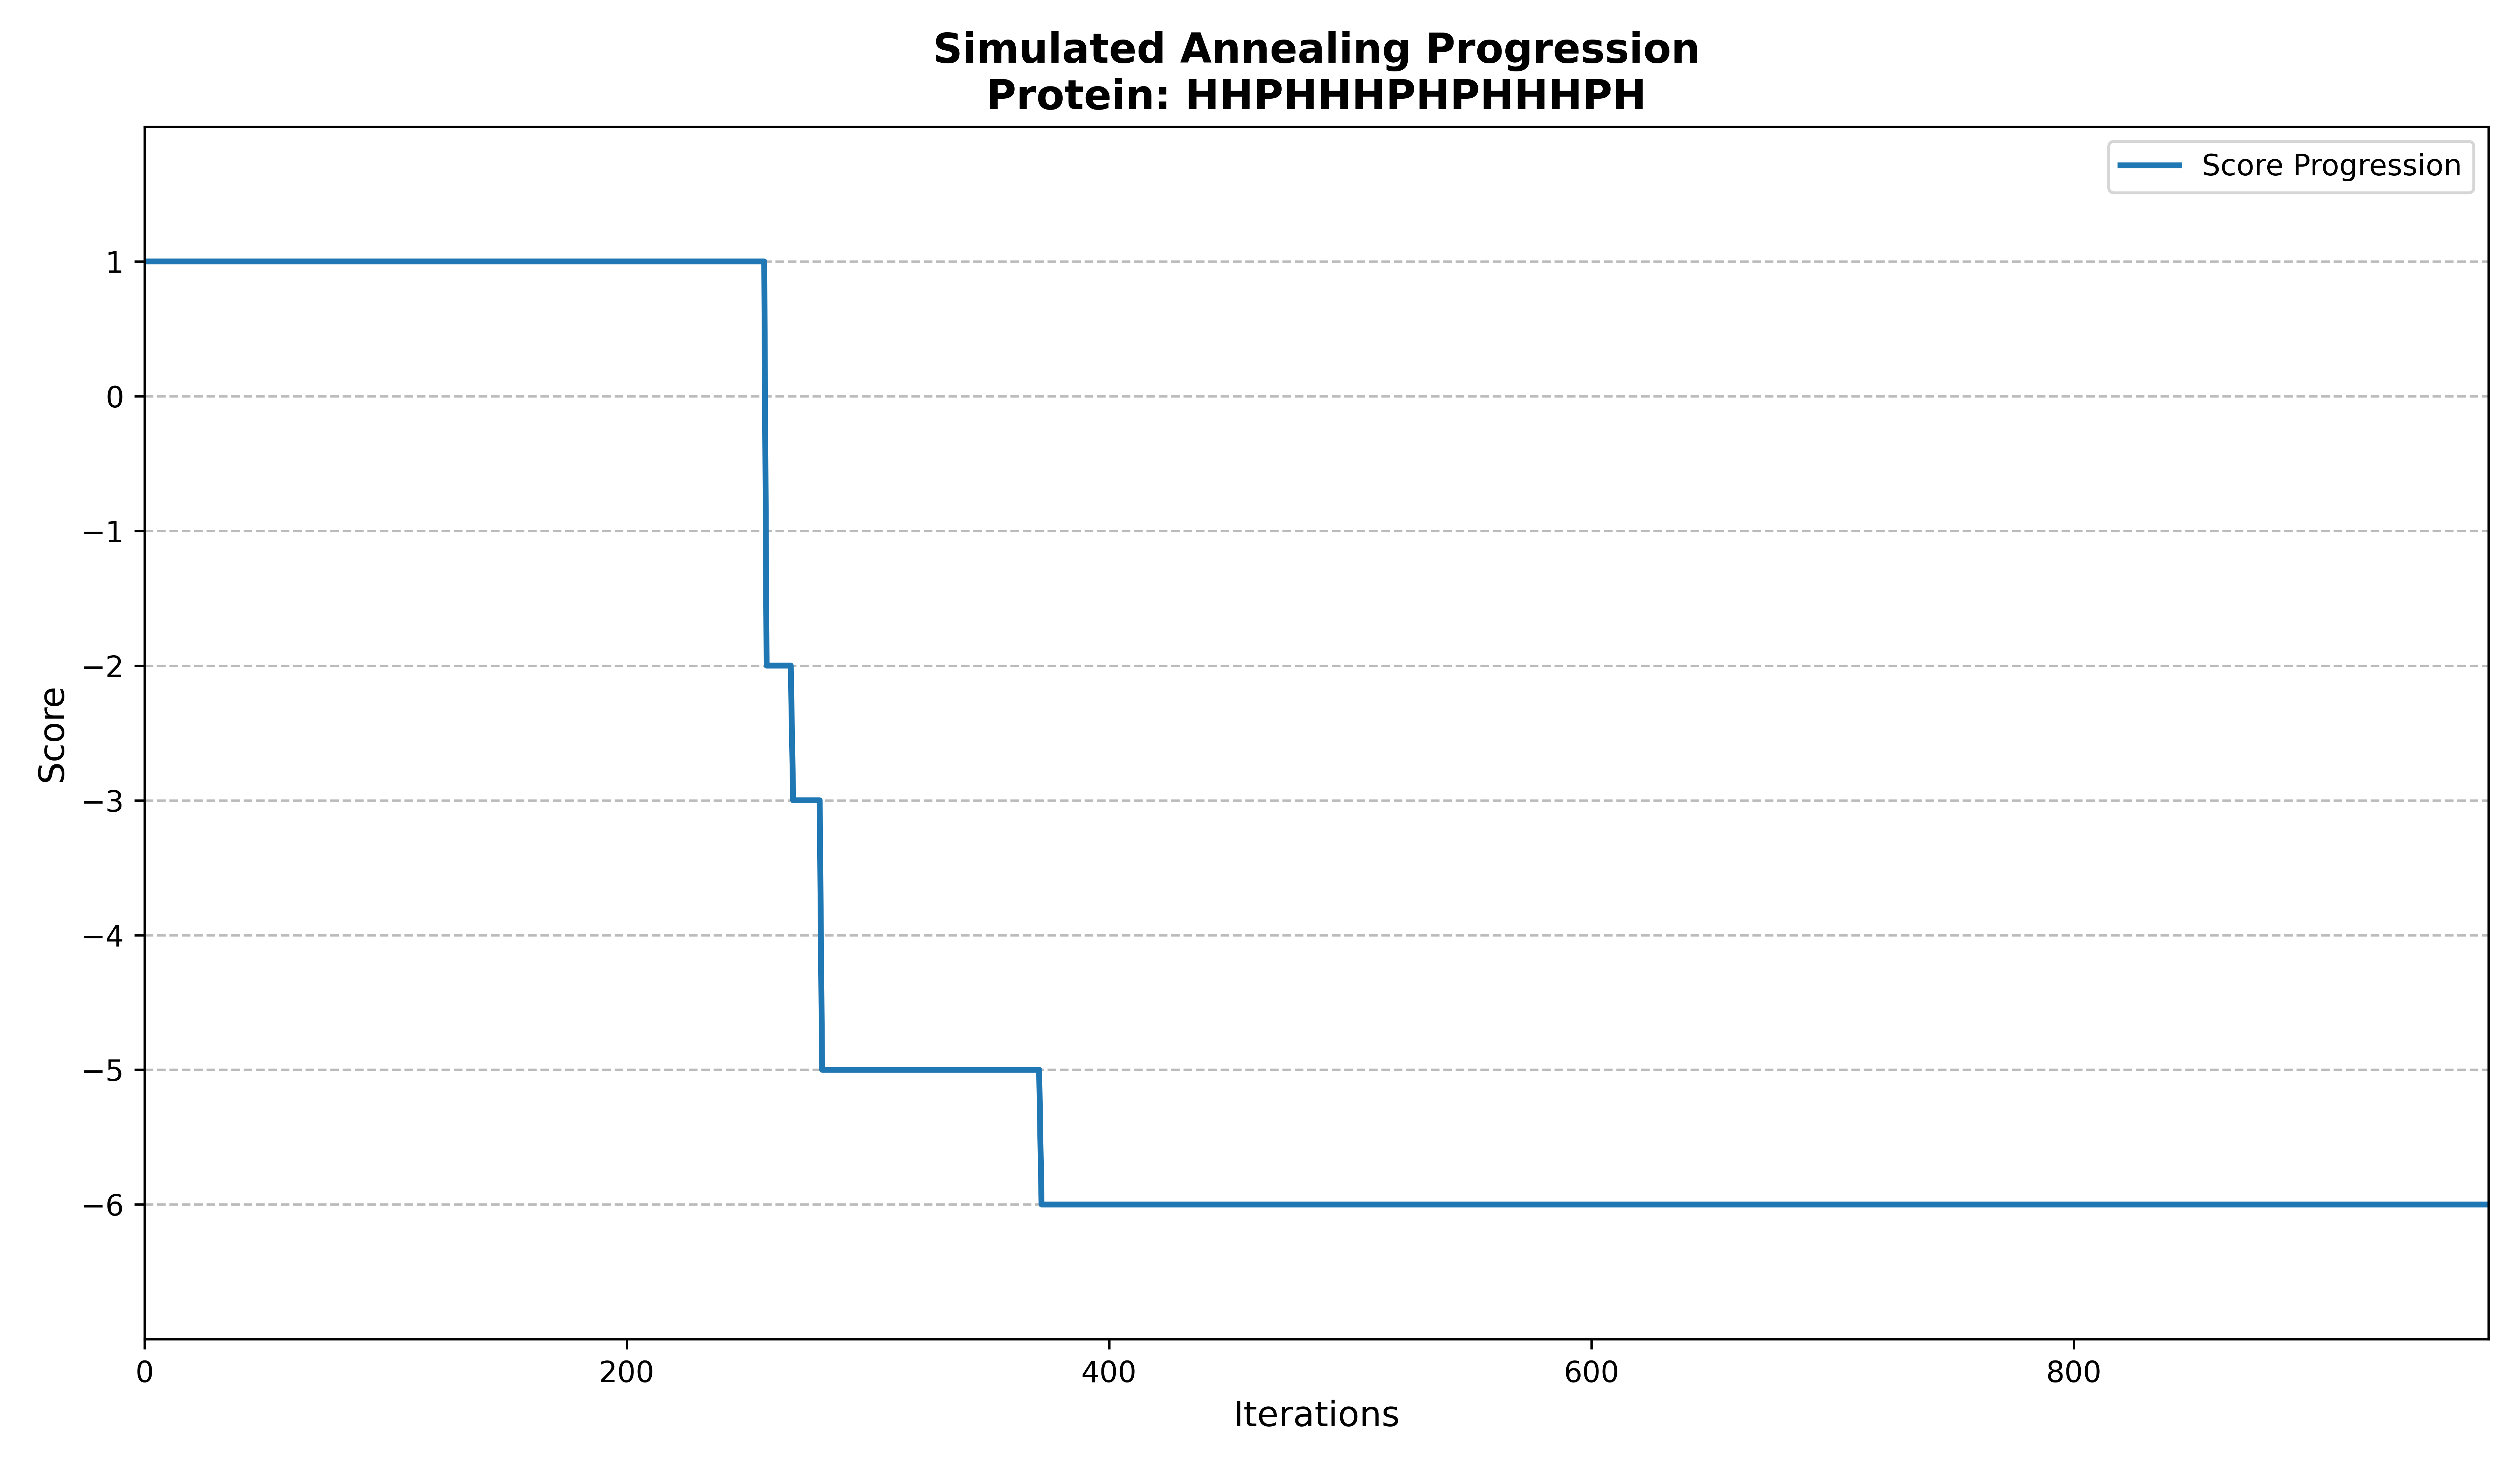 Simulated Annealing Progression
Protein: HHPHHHHPHPHHHPH
Score Progression
1
0
−1
−2
−3
−4
−5
−6
Score
0 200 400 600 800
Iterations